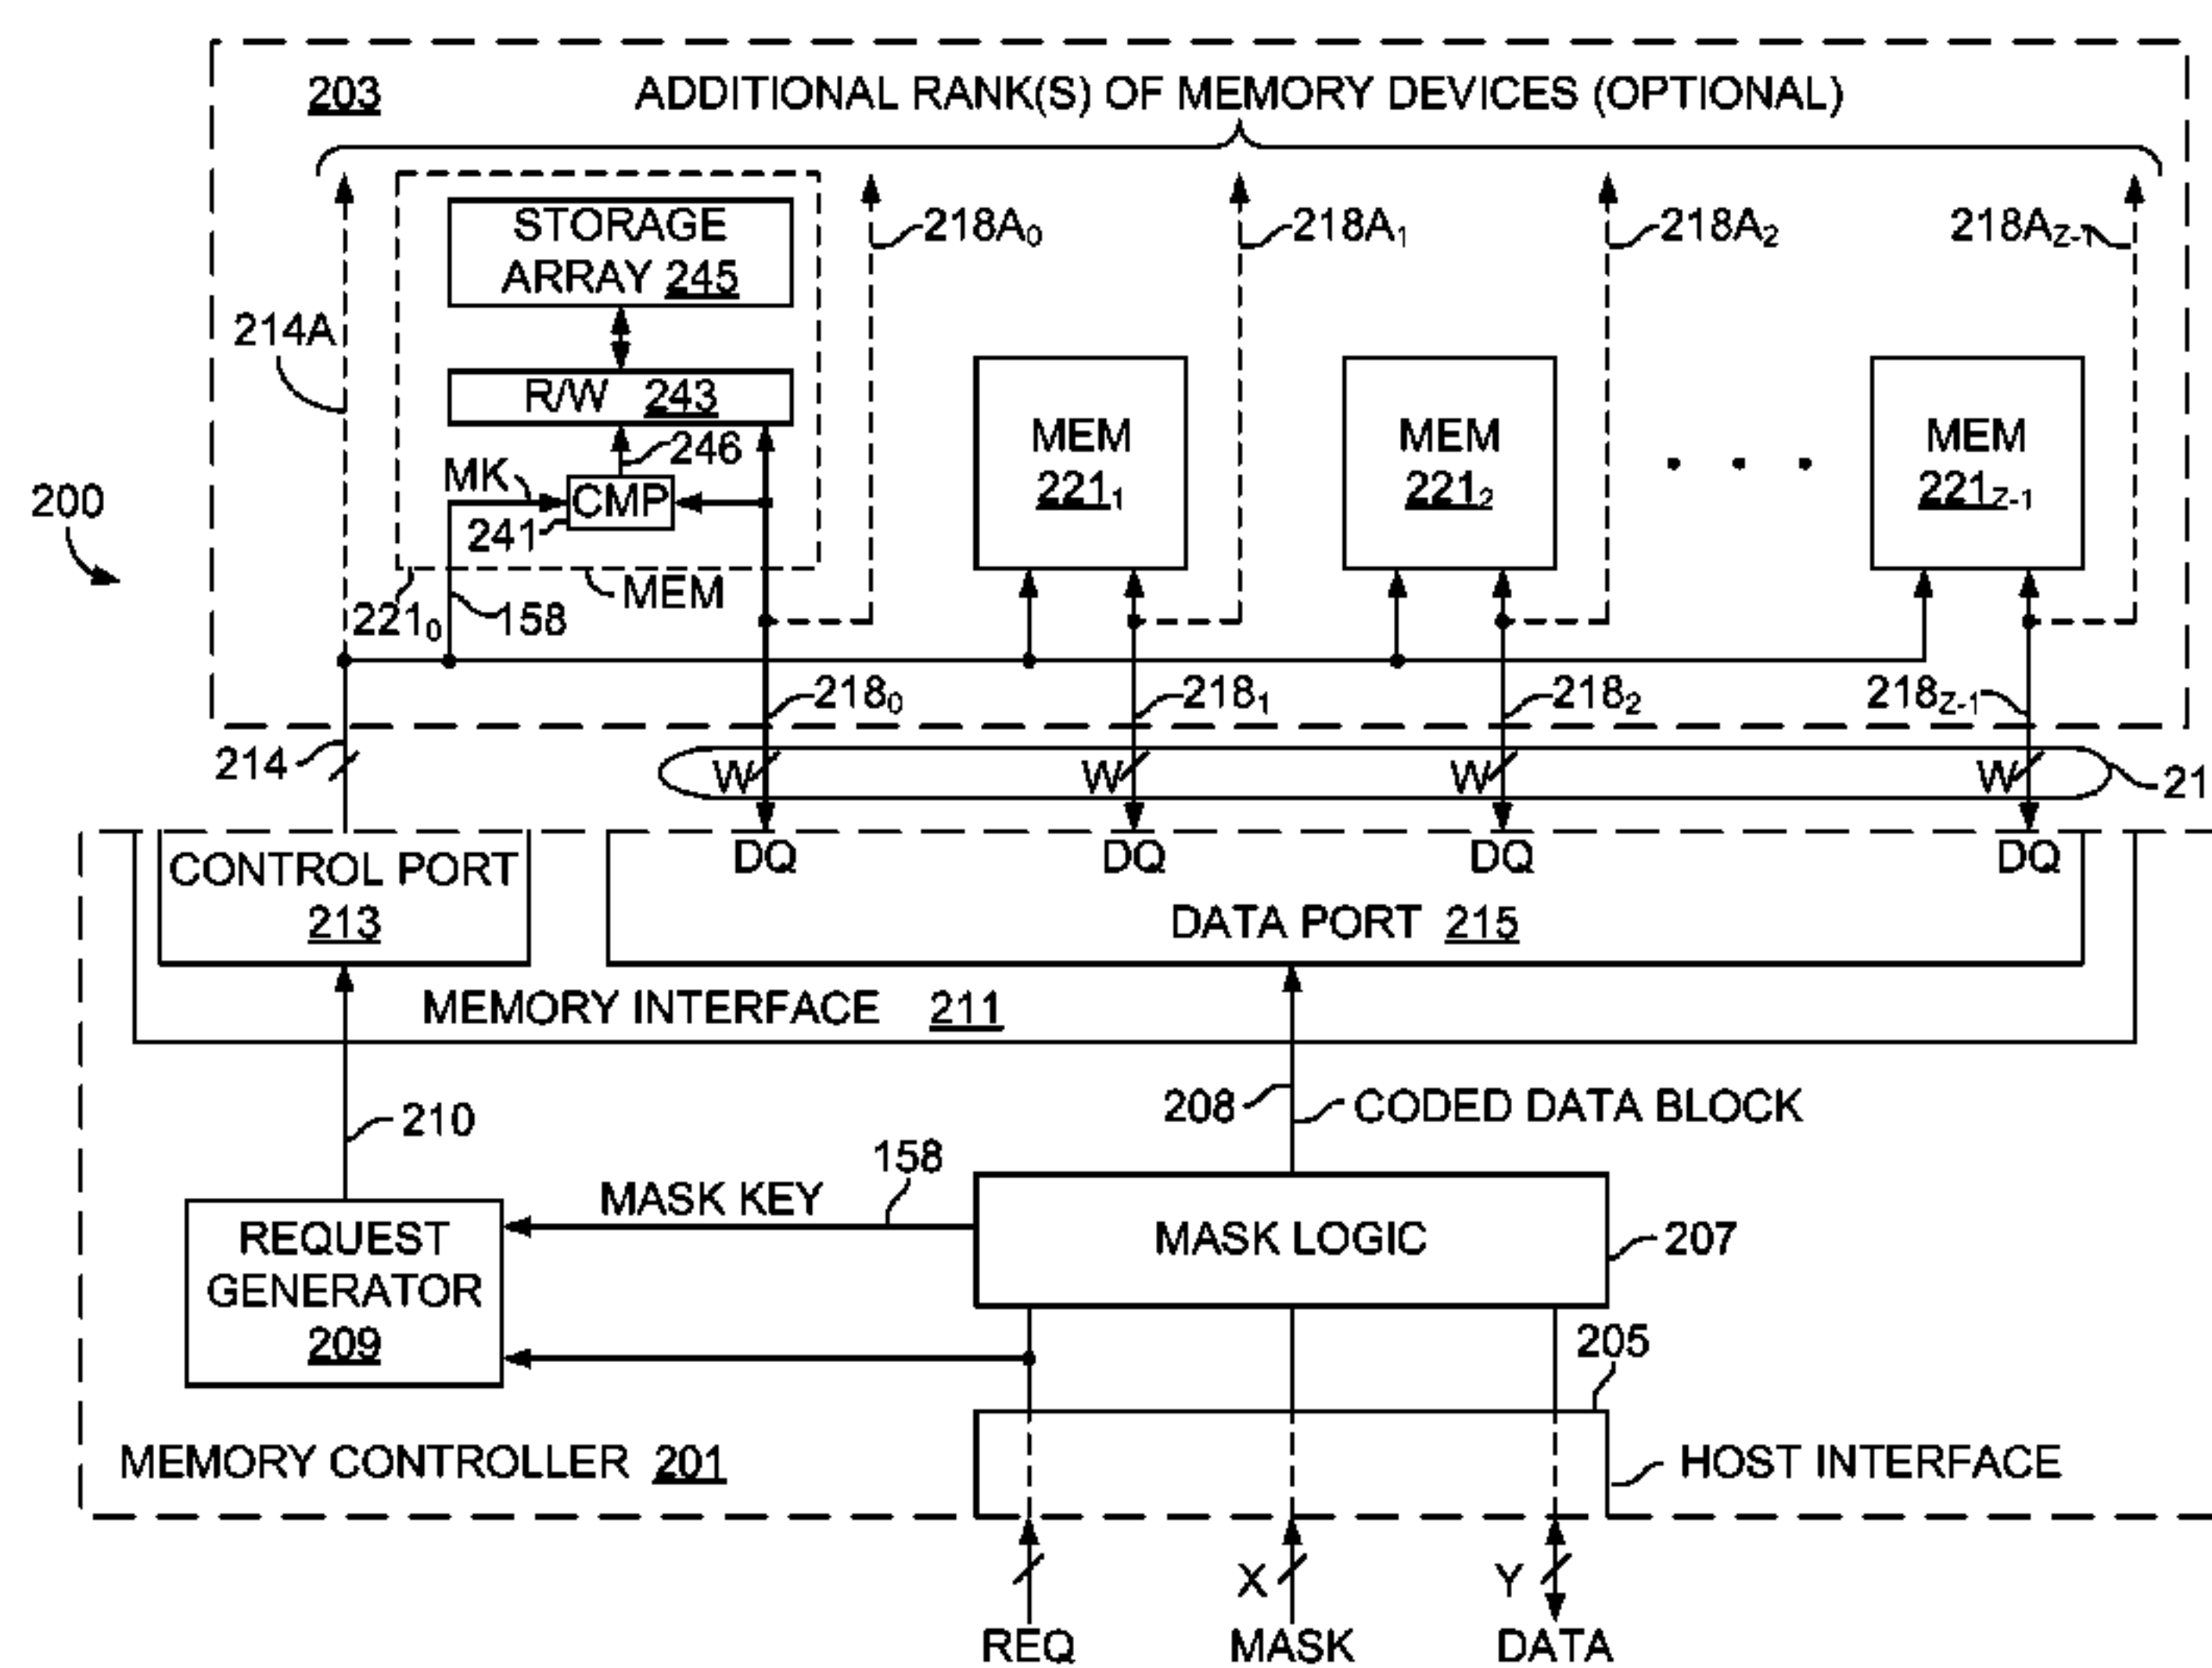 203 ADDITIONAL RANK(S) OF MEMORY DEVICES (OPTIONAL)
STORAGE
ARRAY 245
218A0
218A1
218A2
218AZ-1
214A
R/W 243
246
MK
CMP
241
MEM
2211
MEM
2212
. . .
MEM
221Z-1
200
2210
158
MEM
2180
2181
2182
218Z-1
214
W
W
W
W
21
CONTROL PORT
213
DQ
DQ
DQ
DQ
DATA PORT 215
MEMORY INTERFACE 211
210
208
CODED DATA BLOCK
158
MASK KEY
REQUEST
GENERATOR
209
MASK LOGIC
207
205
MEMORY CONTROLLER 201
HOST INTERFACE
X
Y
REQ
MASK
DATA